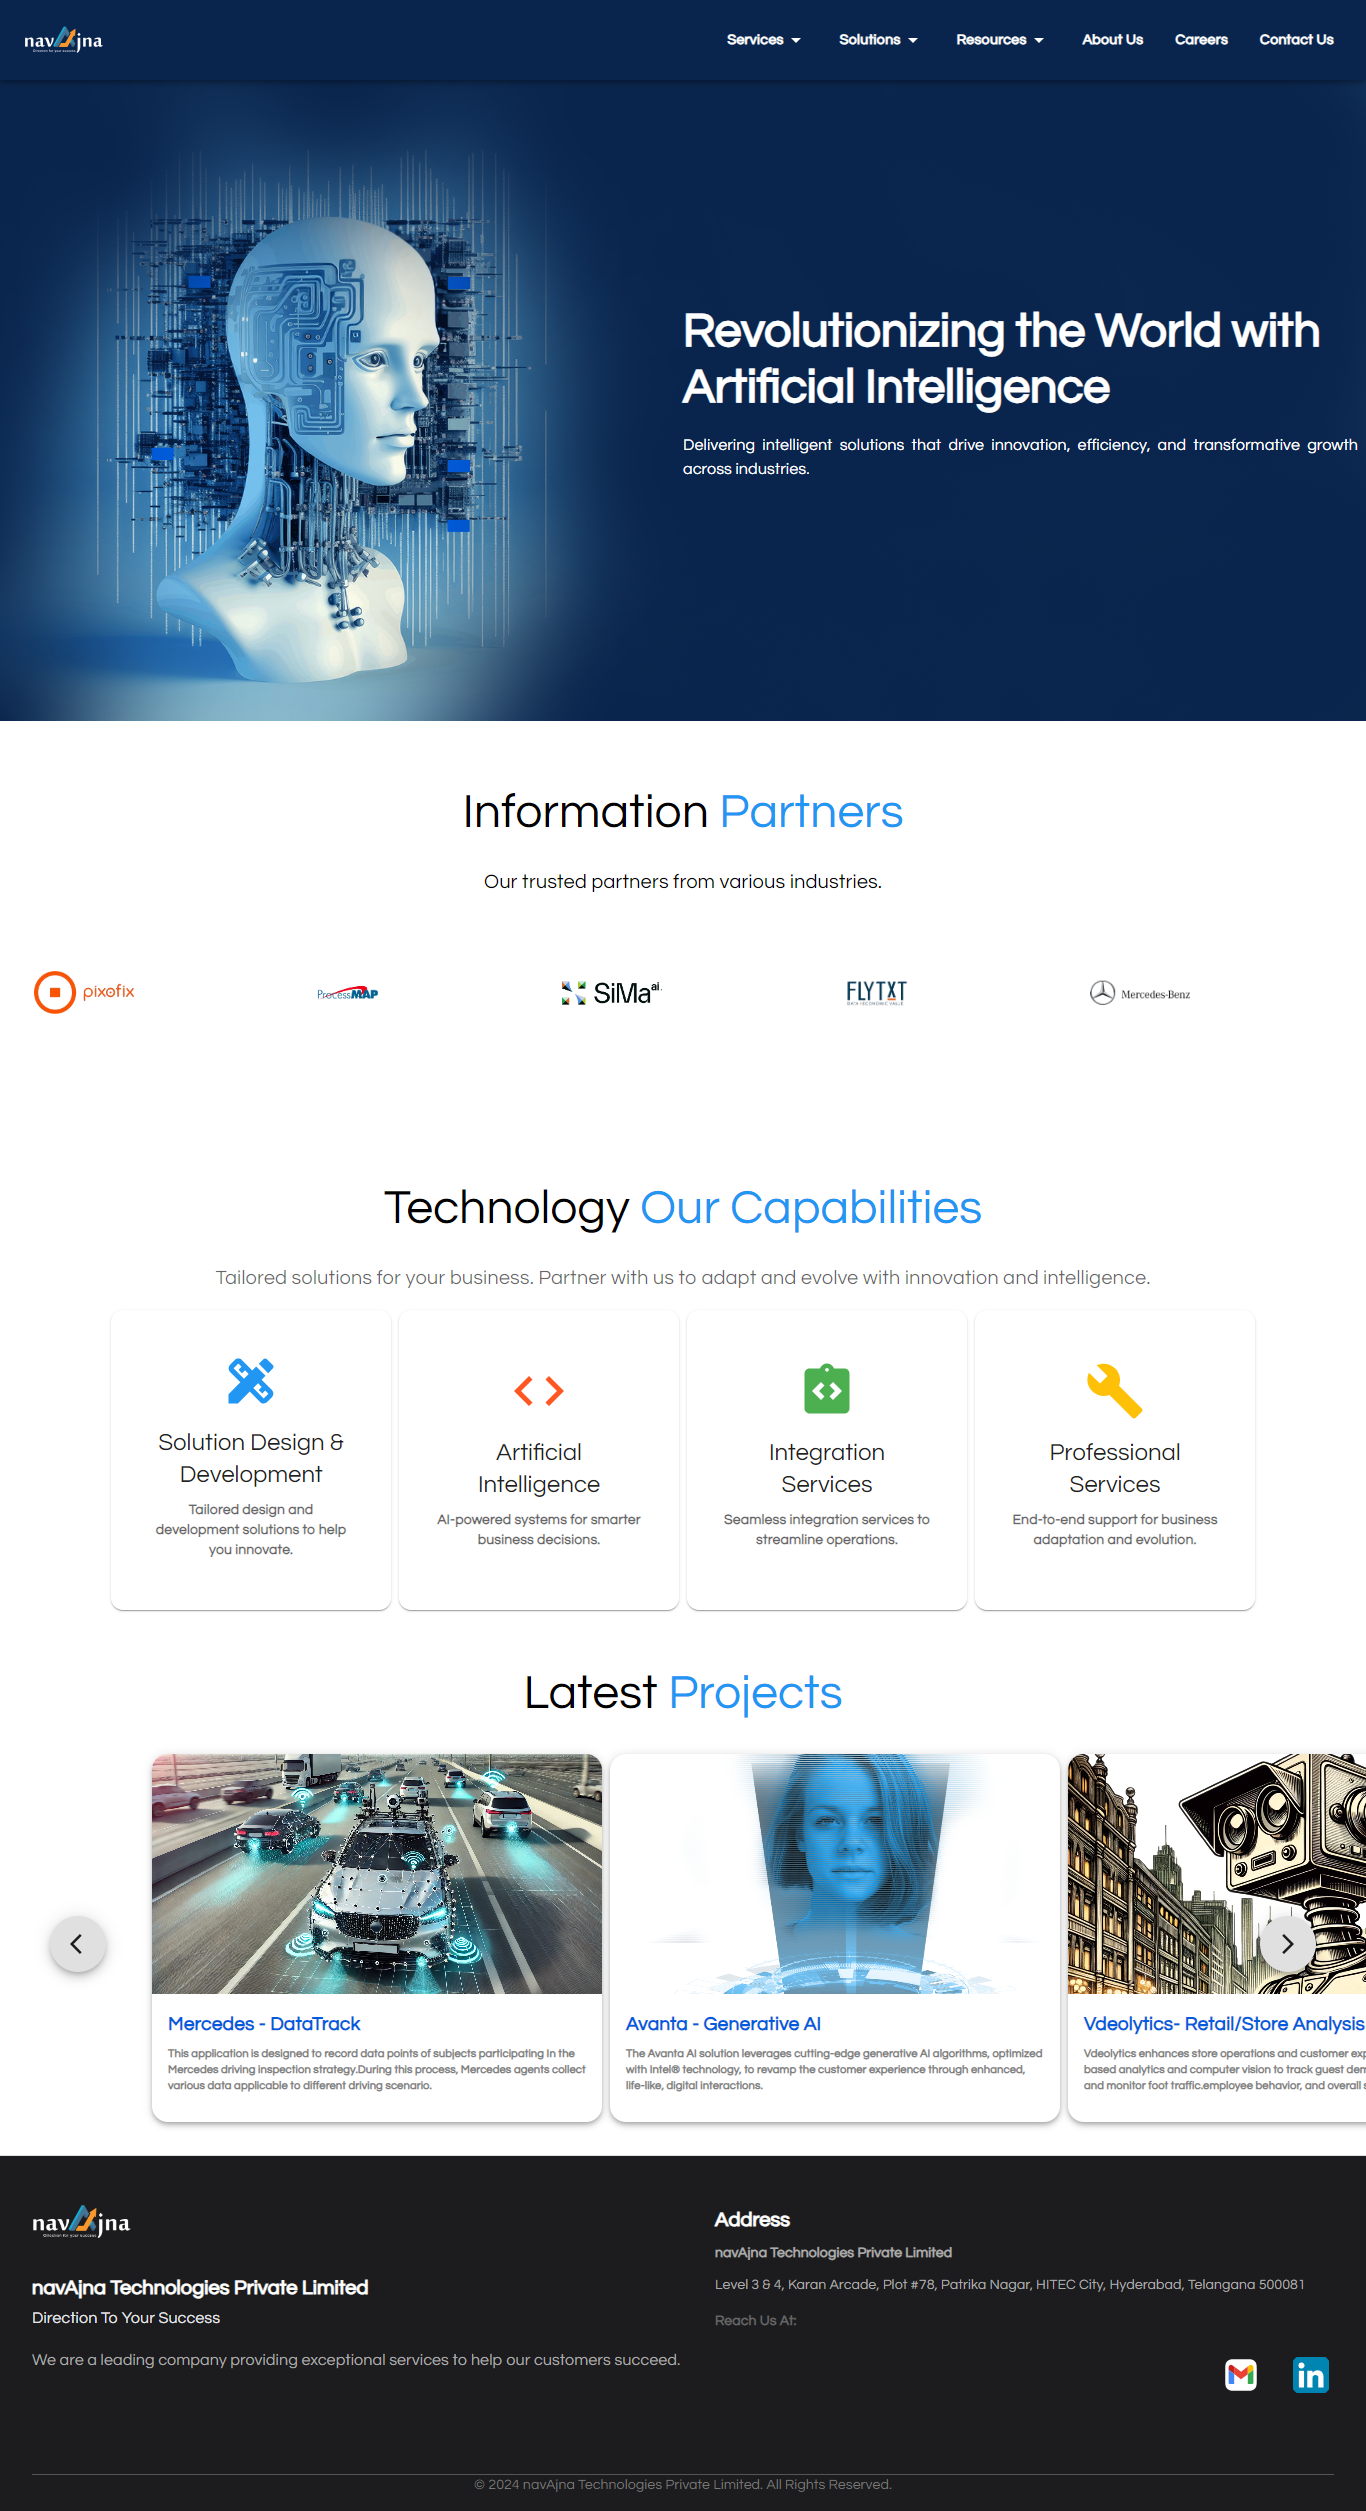 navAjna
Services
Solutions
Resources
About Us
Careers
Contact Us
Revolutionizing the World with
Artificial Intelligence
Delivering intelligent solutions that drive innovation, efficiency, and transformative growth
across industries.
Information Partners
Our trusted partners from various industries.
pixofix
ProcessMAP
SiMa ai
FLYTXT
Mercedes-Benz
Technology Our Capabilities
Tailored solutions for your business. Partner with us to adapt and evolve with innovation and intelligence.
Solution Design &
Development
Tailored design and
development solutions to help
you innovate.
Artificial
Intelligence
AI-powered systems for smarter
business decisions.
Integration
Services
Seamless integration services to
streamline operations.
Professional
Services
End-to-end support for business
adaptation and evolution.
Latest Projects
Mercedes - DataTrack
This application is designed to record data points of subjects participating In the
Mercedes driving inspection strategy.During this process, Mercedes agents collect
various data applicable to different driving scenario.
Avanta - Generative AI
The Avanta AI solution leverages cutting-edge generative AI algorithms, optimized
with Intel® technology, to revamp the customer experience through enhanced,
life-like, digital interactions.
Vdeolytics- Retail/Store Analysis
Vdeolytics enhances store operations and customer exp
based analytics and computer vision to track guest dem
and monitor foot traffic.employee behavior, and overall s
navAjna
navAjna Technologies Private Limited
Direction To Your Success
We are a leading company providing exceptional services to help our customers succeed.
Address
navAjna Technologies Private Limited
Level 3 & 4, Karan Arcade, Plot #78, Patrika Nagar, HITEC City, Hyderabad, Telangana 500081
Reach Us At:
in
© 2024 navAjna Technologies Private Limited. All Rights Reserved.